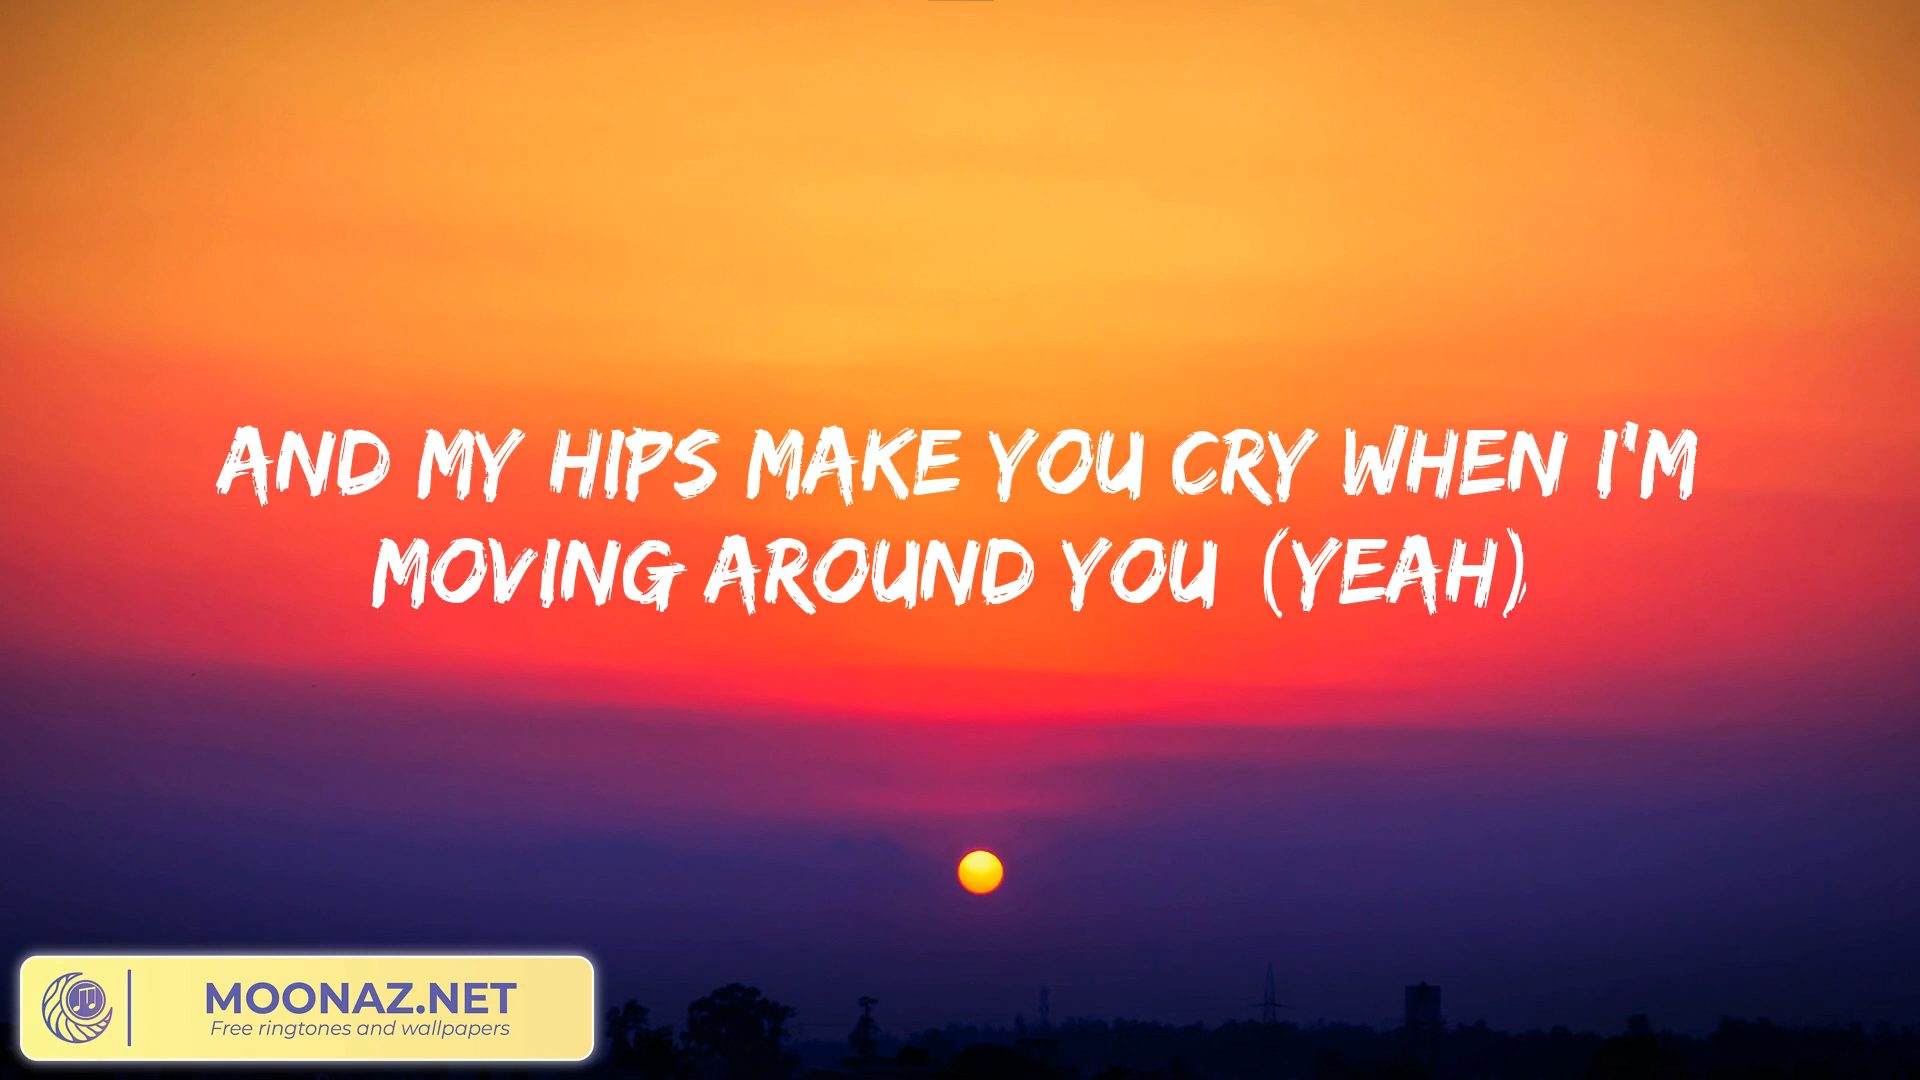 AND MY HIPS MAKE YOU CRY WHEN I'M
MOVING AROUND YOU (YEAH)
MOONAZ.NET
Free ringtones and wallpapers